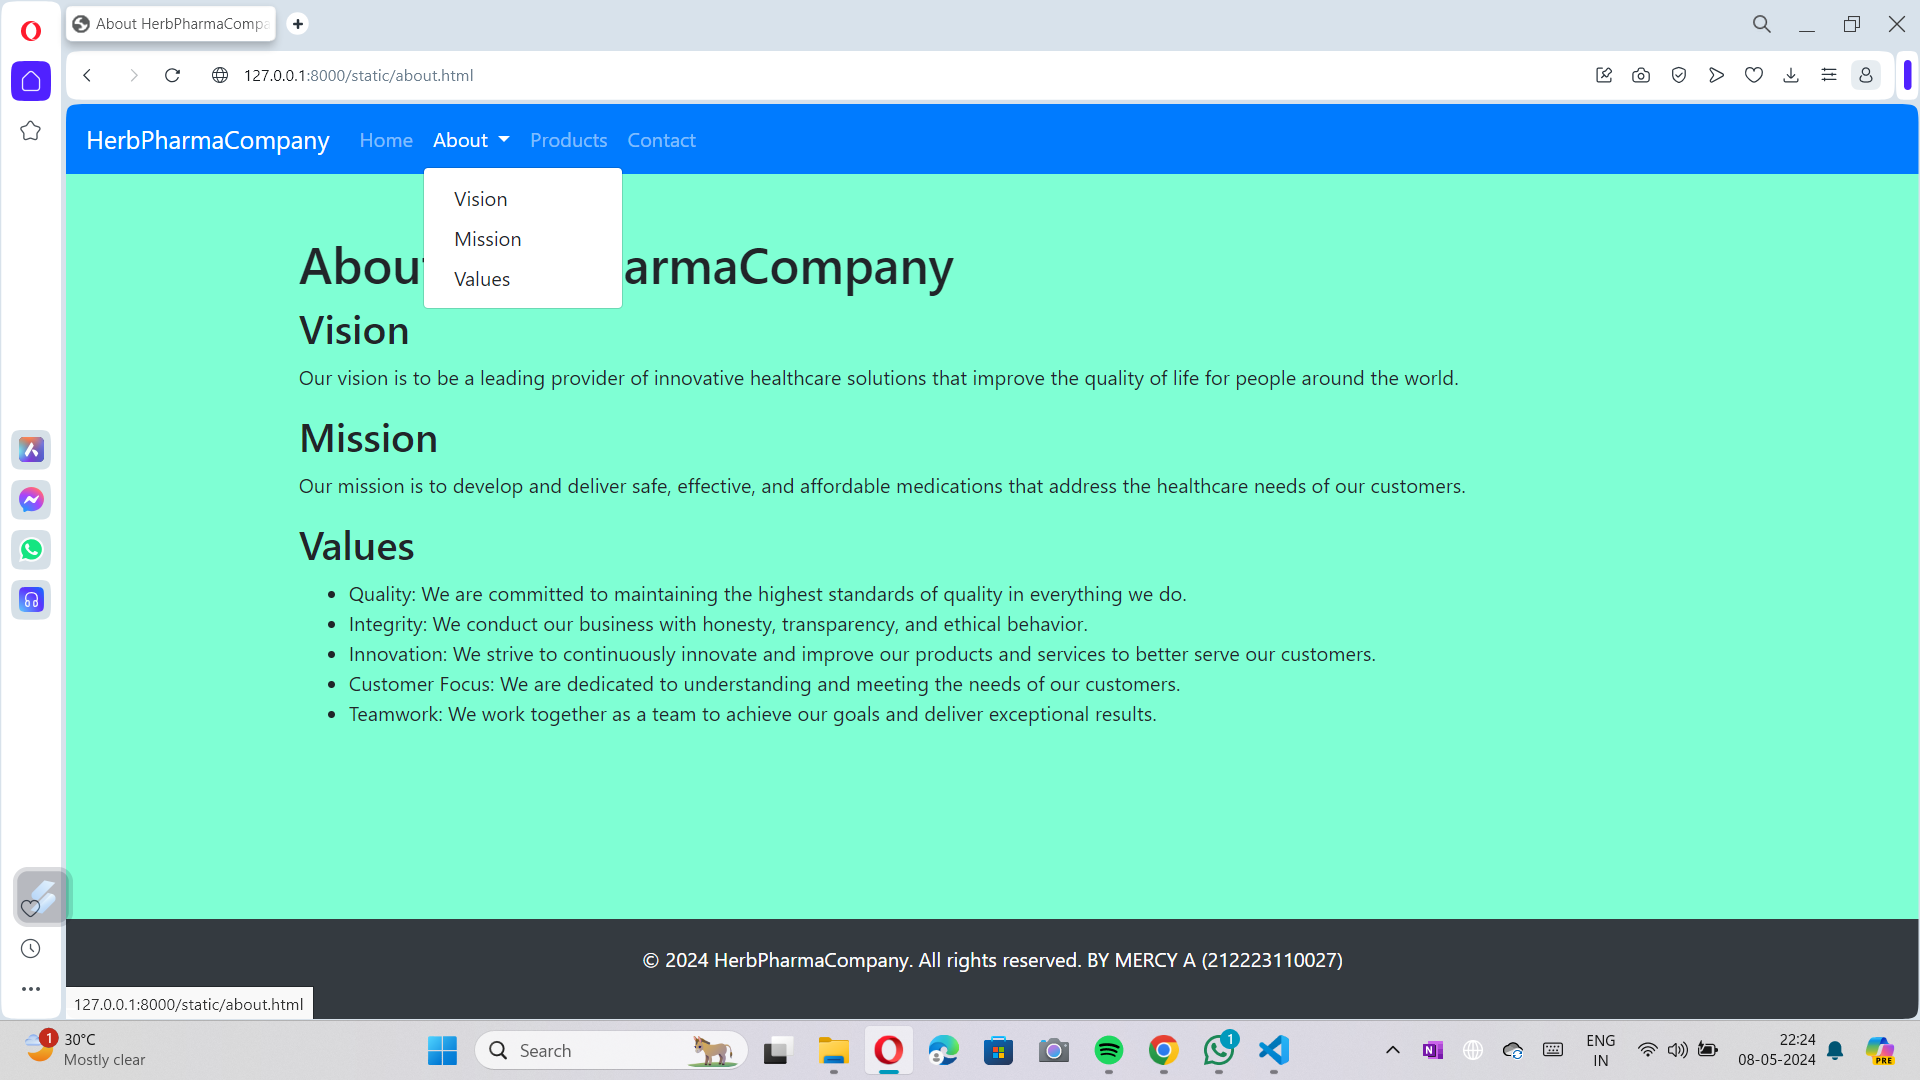 About HerbPharmaCompa
127.0.0.1:8000/static/about.html
HerbPharmaCompany Home About Products Contact
Vision
Mission
Values
Abou armaCompany
Vision
Our vision is to be a leading provider of innovative healthcare solutions that improve the quality of life for people around the world.
Mission
Our mission is to develop and deliver safe, effective, and affordable medications that address the healthcare needs of our customers.
Values
• Quality: We are committed to maintaining the highest standards of quality in everything we do.
• Integrity: We conduct our business with honesty, transparency, and ethical behavior.
• Innovation: We strive to continuously innovate and improve our products and services to better serve our customers.
• Customer Focus: We are dedicated to understanding and meeting the needs of our customers.
• Teamwork: We work together as a team to achieve our goals and deliver exceptional results.
© 2024 HerbPharmaCompany. All rights reserved. BY MERCY A (212223110027)
127.0.0.1:8000/static/about.html
1
30°C
Mostly clear
Search
1
ENG
IN
22:24
08-05-2024
PRE